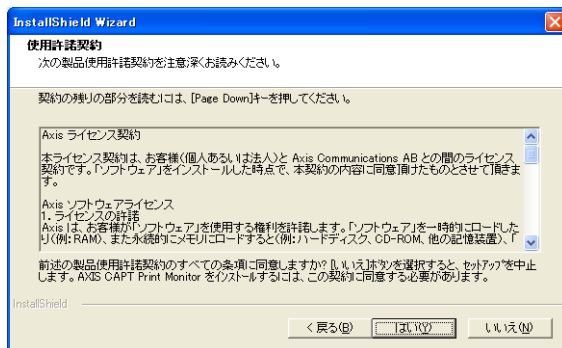 InstallShield Wizard
使用許諾契約
次の製品使用許諾契約を注意深くお読みください。
契約の残りの部分を読むには、[Page Down]キーを押してください。
Axis ライセンス契約
本ライセンス契約は、お客様(個人あるいは法人)と Axis Communications AB との間のライセンス
契約です。「ソフトウェア」をインストールした時点で、本契約の内容に同意頂けたものとさせて頂きま
す。
Axis ソフトウェアライセンス
1. ライセンスの許諾
Axis は、お客様が「ソフトウェア」を使用する権利を許諾します。「ソフトウェア」を一時的にロードした
り(例:RAM)、また永続的にメモリにロードすると(例:ハードディスク、CD-ROM、他の記憶装置)、「
前述の製品使用許諾契約のすべての条項に同意しますか? [いいえ]ボタンを選択すると、セットアップを中止
します。AXIS CAPT Print Monitor をインストールするには、この契約に同意する必要があります。
InstallShield
< 戻る(B)
はい(Y)
いいえ(N)